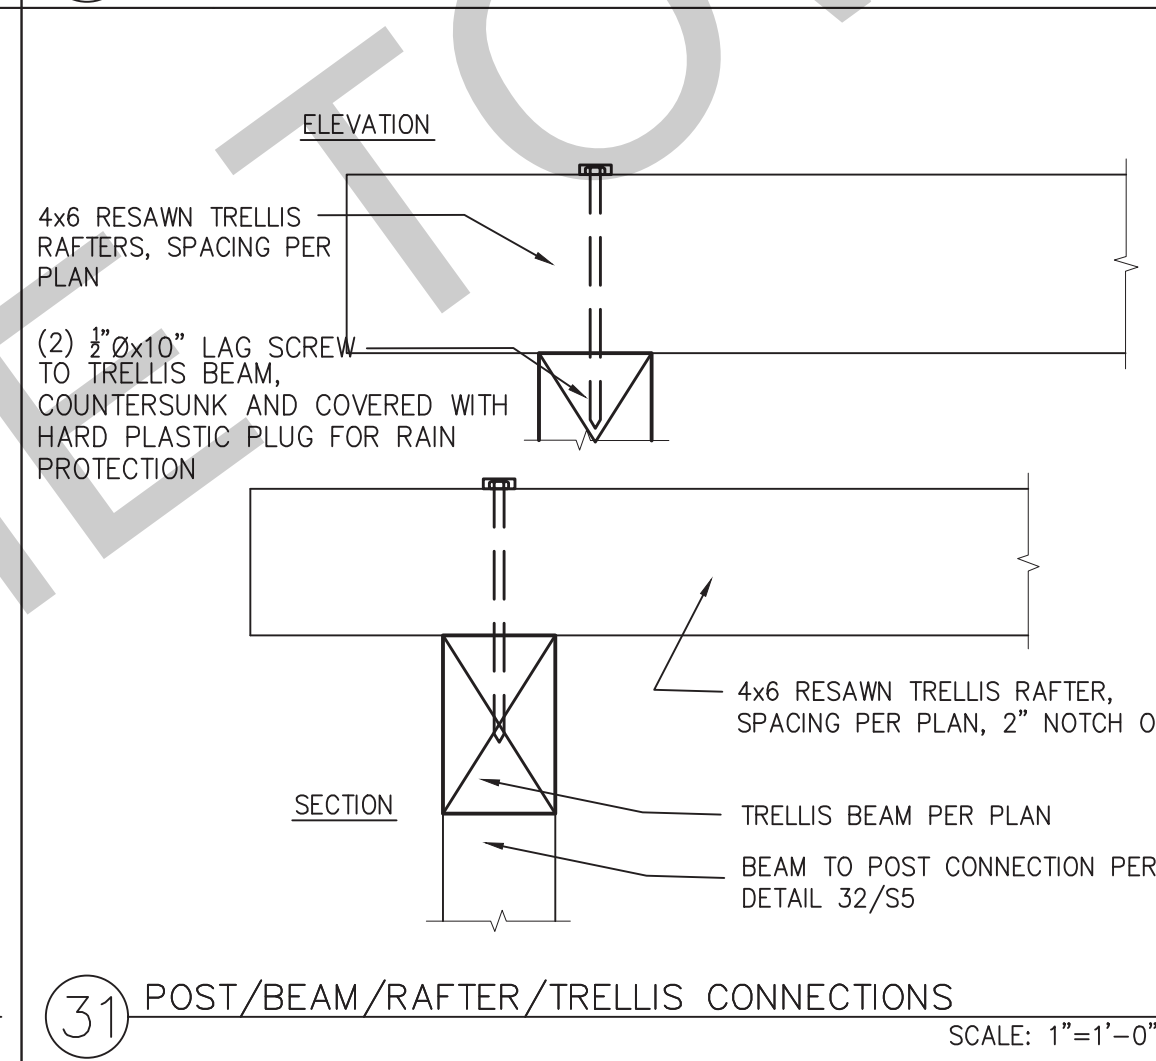 ELEVATION
4x6 RESAWN TRELLIS
RAFTERS, SPACING PER
PLAN
(2) ½"Øx10" LAG SCREW
TO TRELLIS BEAM,
COUNTERSUNK AND COVERED WITH
HARD PLASTIC PLUG FOR RAIN
PROTECTION
4x6 RESAWN TRELLIS RAFTER,
SPACING PER PLAN, 2" NOTCH
SECTION
TRELLIS BEAM PER PLAN
BEAM TO POST CONNECTION PER
DETAIL 32/S5
31 POST/BEAM/RAFTER/TRELLIS CONNECTIONS
SCALE: 1"=1'-0"